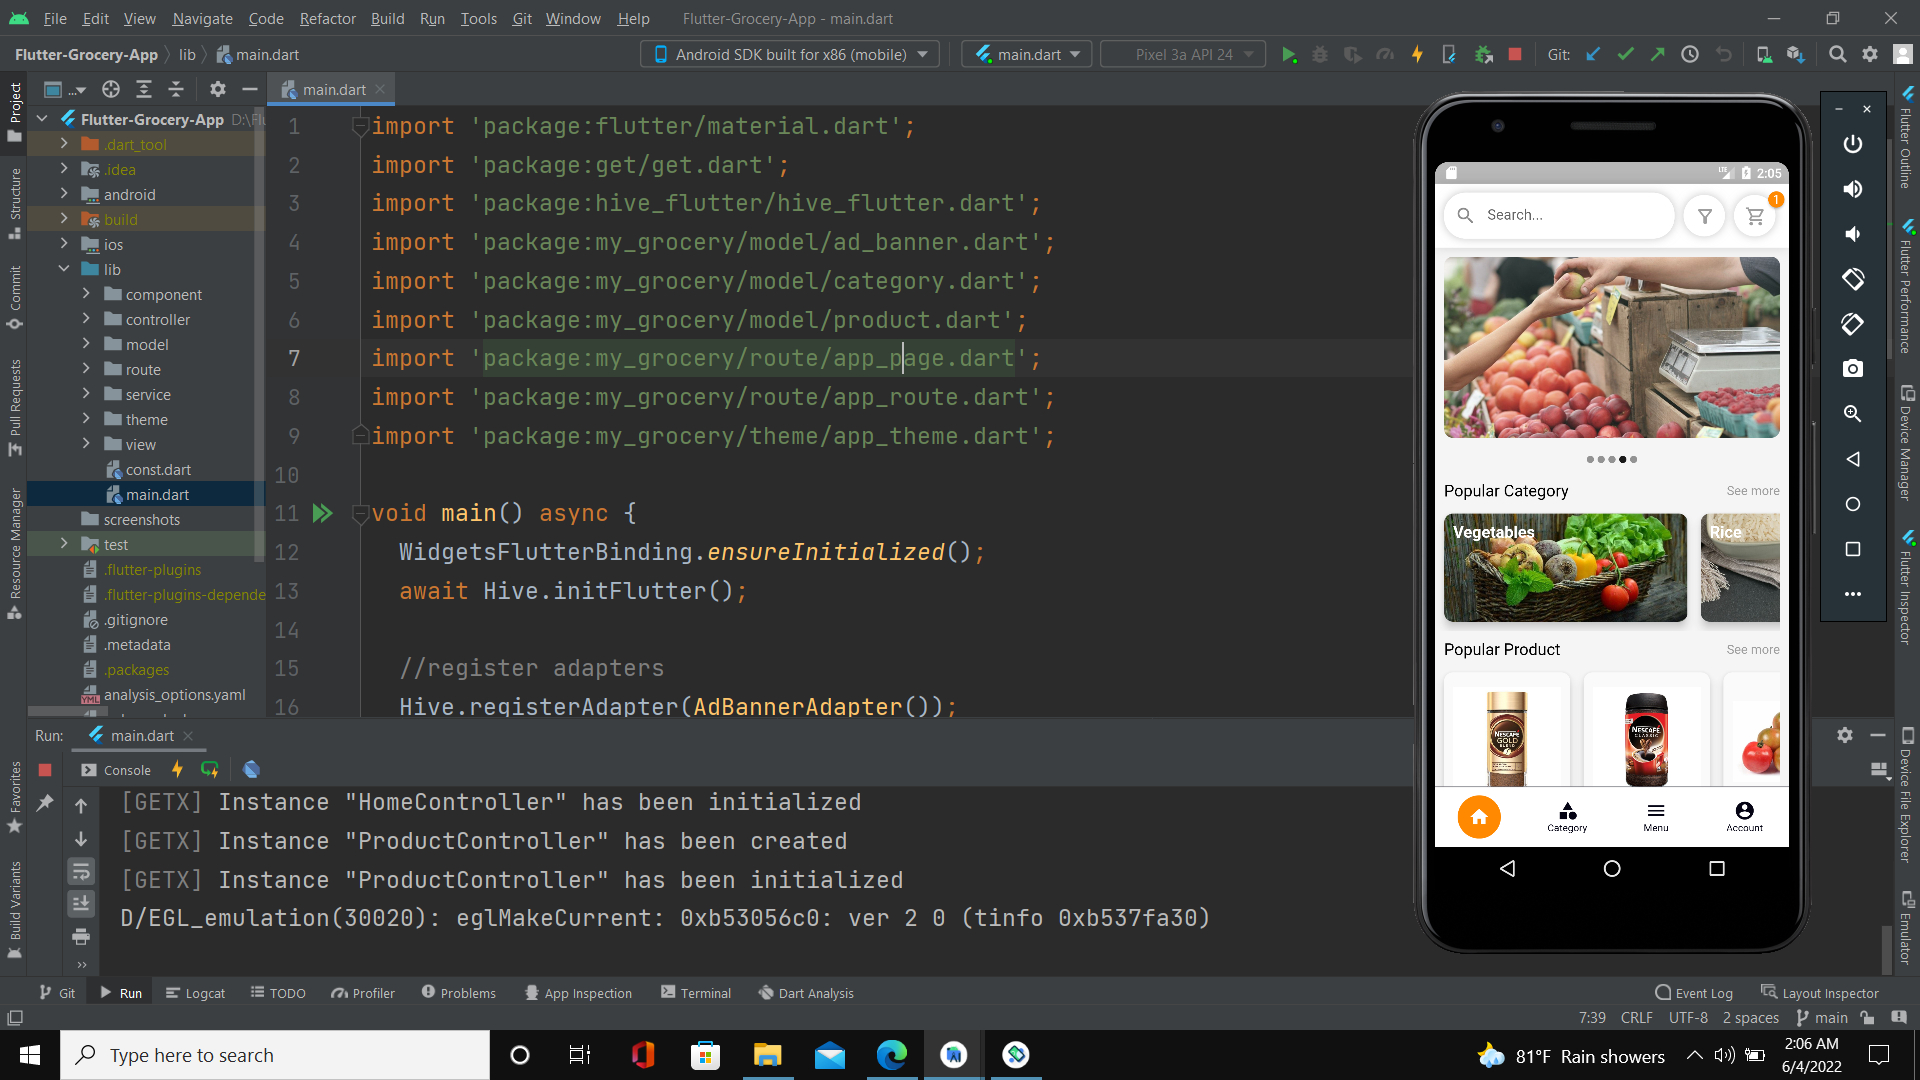 File Edit View Navigate Code Refactor Build Run Tools Git Window Help Flutter-Grocery-App - main.dart
Flutter-Grocery-App lib main.dart Android SDK built for x86 (mobile) main.dart Pixel 3a API 24 Git:
Project
Structure
Commit
Pull Requests
Resource Manager
Favorites
Build Variants
...
main.dart
Flutter-Grocery-App
.dart_tool
.idea
android
build
ios
lib
component
controller
model
route
service
theme
view
const.dart
main.dart
screenshots
test
.flutter-plugins
.flutter-plugins-depende
.gitignore
.metadata
.packages
analysis_options.yaml
1 import 'package:flutter/material.dart';
2 import 'package:get/get.dart';
3 import 'package:hive_flutter/hive_flutter.dart';
4 import 'package:my_grocery/model/ad_banner.dart';
5 import 'package:my_grocery/model/category.dart';
6 import 'package:my_grocery/model/product.dart';
7 import 'package:my_grocery/route/app_page.dart';
8 import 'package:my_grocery/route/app_route.dart';
9 import 'package:my_grocery/theme/app_theme.dart';
10
11 void main() async {
12 WidgetsFlutterBinding.ensureInitialized();
13 await Hive.initFlutter();
14
15 //register adapters
16 Hive.registerAdapter(AdBannerAdapter());
LTE 2:05
Search...
1
Popular Category See more
Vegetables
Rice
Popular Product See more
NESCAFE
GOLD
NESCAFE
CLASSIC
Category Menu Account
Flutter Outline
Flutter Performance
Device Manager
Flutter Inspector
Device File Explorer
Emulator
Run: main.dart
Console
[GETX] Instance "HomeController" has been initialized
[GETX] Instance "ProductController" has been created
[GETX] Instance "ProductController" has been initialized
D/EGL_emulation(30020): eglMakeCurrent: 0xb53056c0: ver 2 0 (tinfo 0xb537fa30)
Git Run Logcat TODO Profiler Problems App Inspection Terminal Dart Analysis Event Log Layout Inspector
7:39 CRLF UTF-8 2 spaces main
Type here to search
81°F Rain showers
2:06 AM
6/4/2022